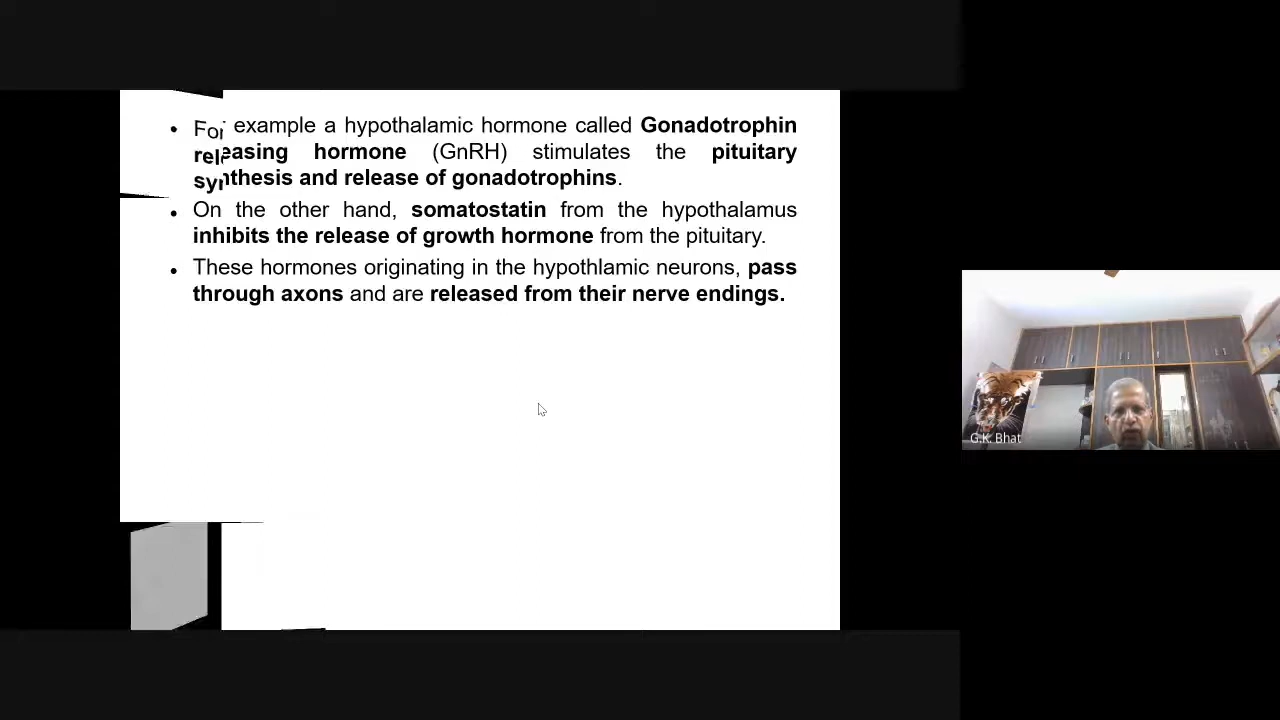 • For example a hypothalamic hormone called Gonadotrophin
releasing hormone (GnRH) stimulates the pituitary
synthesis and release of gonadotrophins.
• On the other hand, somatostatin from the hypothalamus
inhibits the release of growth hormone from the pituitary.
• These hormones originating in the hypothlamic neurons, pass
through axons and are released from their nerve endings.
G.K. Bhat